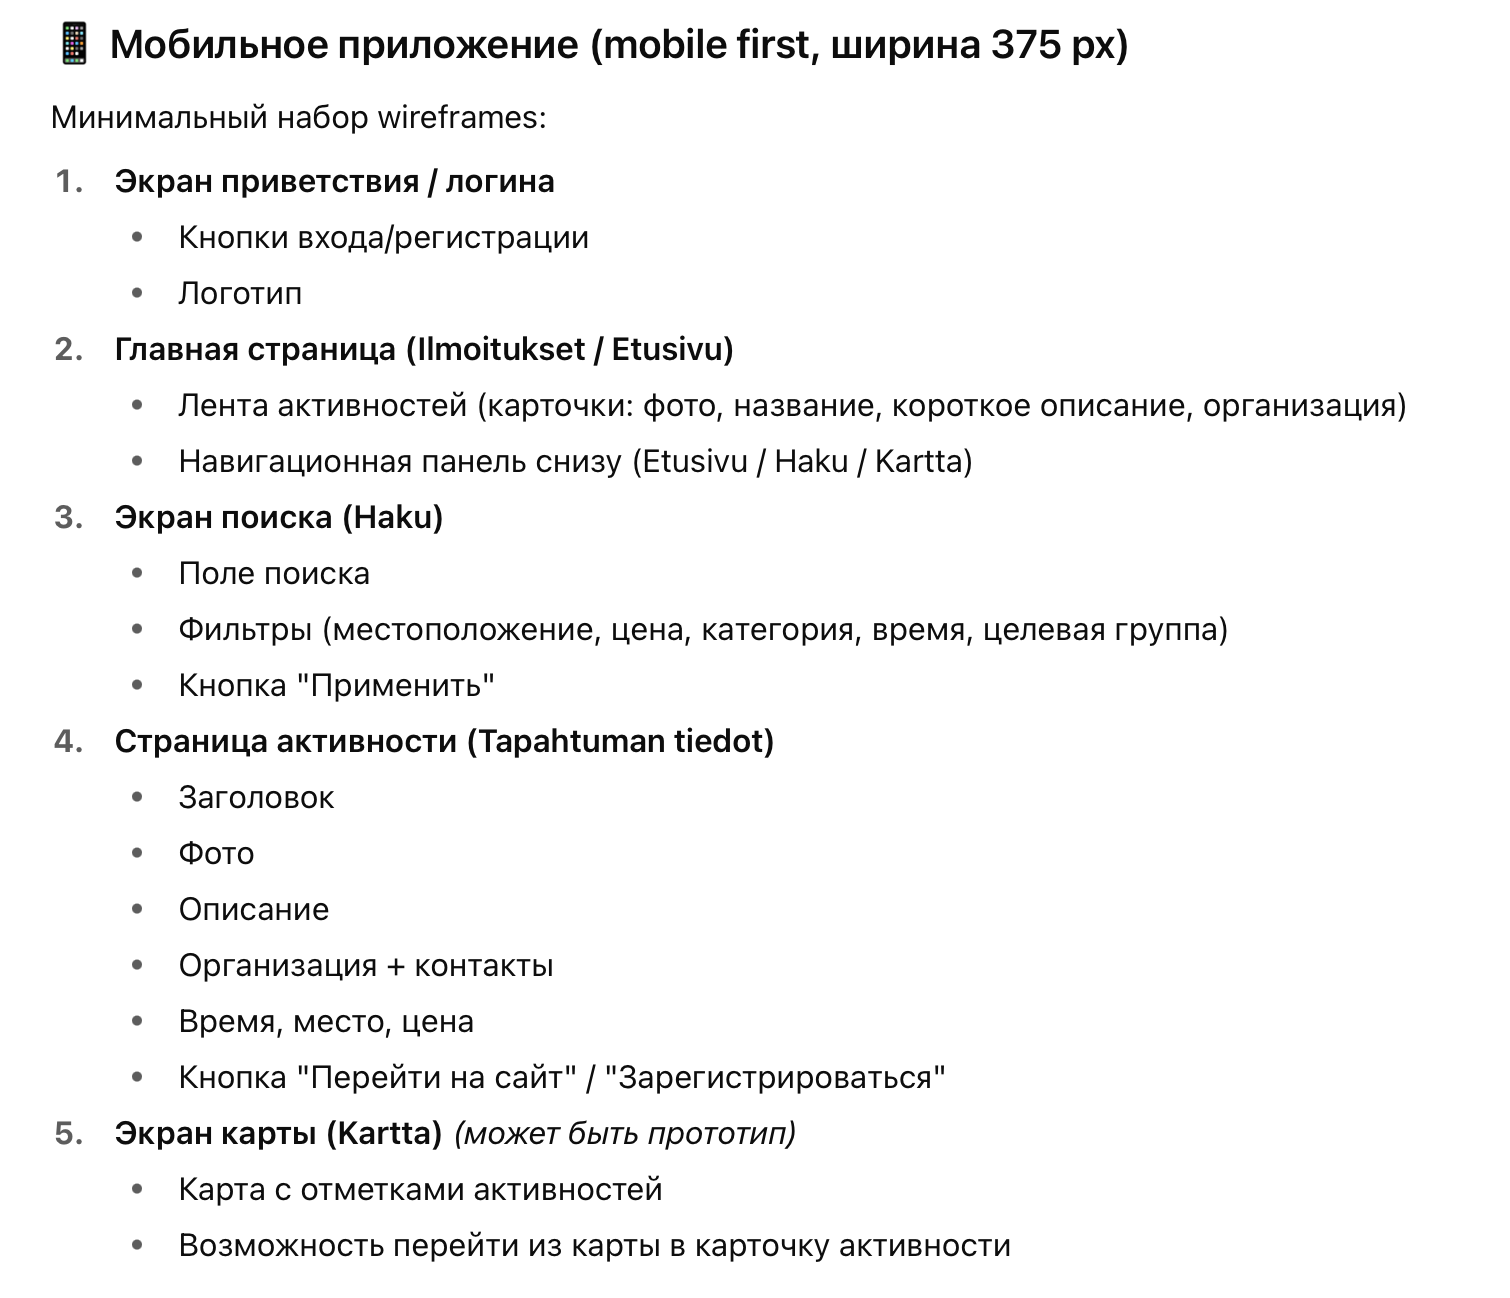 📱 Мобильное приложение (mobile first, ширина 375 px)
Минимальный набор wireframes:
1. Экран приветствия / логина
• Кнопки входа/регистрации
• Логотип
2. Главная страница (Ilmoitukset / Etusivu)
• Лента активностей (карточки: фото, название, короткое описание, организация)
• Навигационная панель снизу (Etusivu / Haku / Kartta)
3. Экран поиска (Haku)
• Поле поиска
• Фильтры (местоположение, цена, категория, время, целевая группа)
• Кнопка "Применить"
4. Страница активности (Tapahtuman tiedot)
• Заголовок
• Фото
• Описание
• Организация + контакты
• Время, место, цена
• Кнопка "Перейти на сайт" / "Зарегистрироваться"
5. Экран карты (Kartta) (может быть прототип)
• Карта с отметками активностей
• Возможность перейти из карты в карточку активности